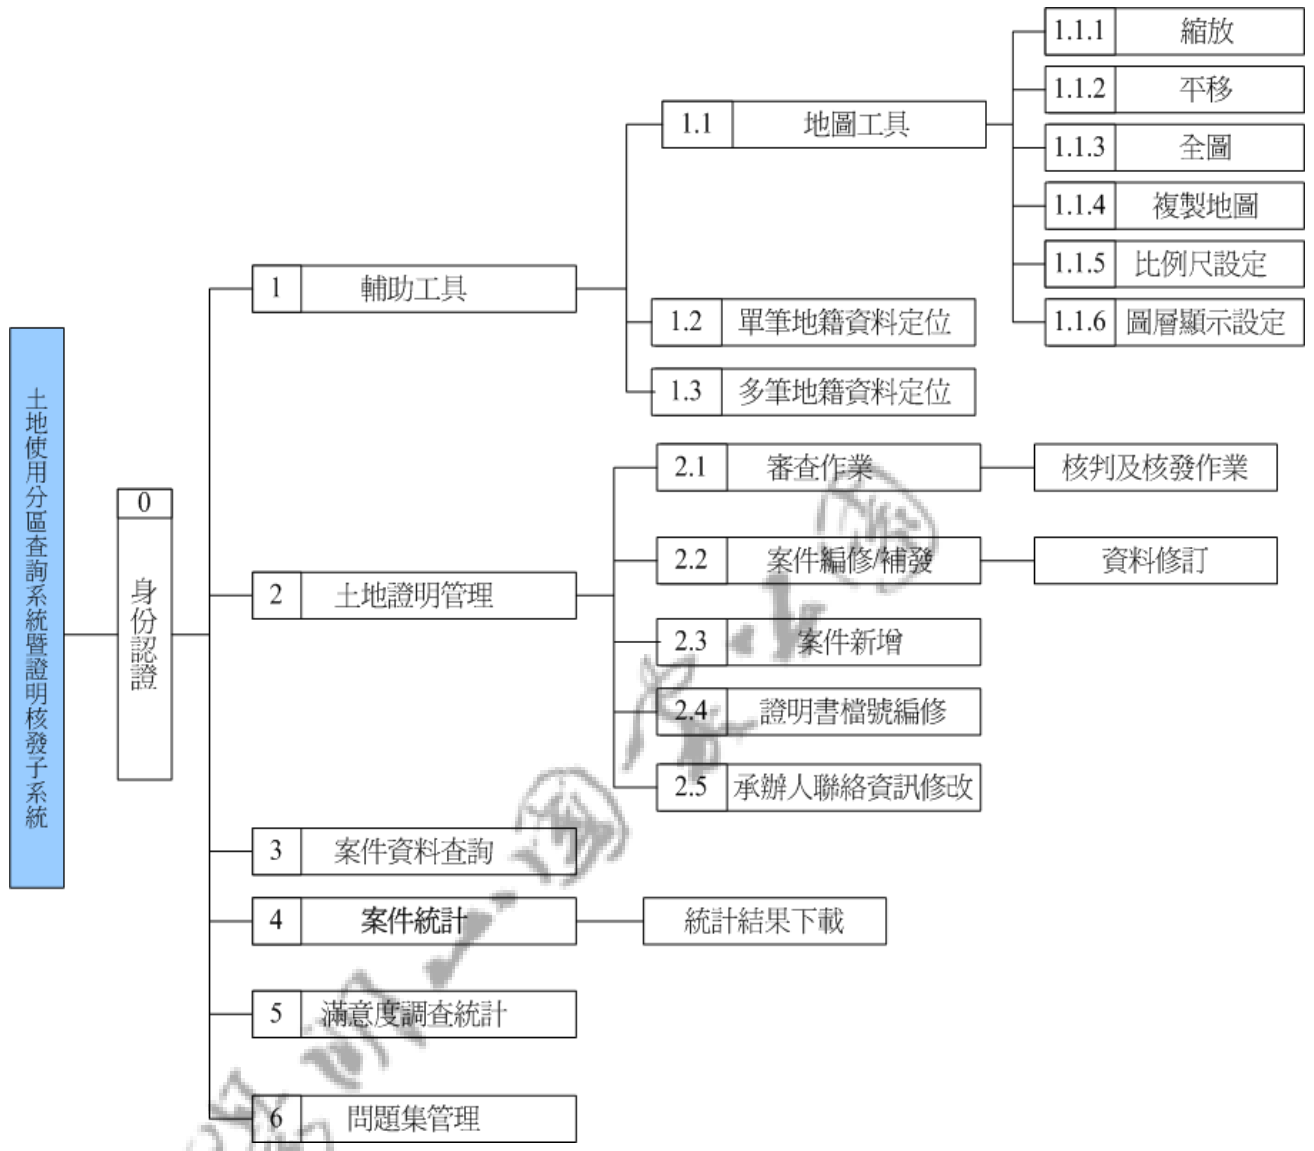 土地使用分區查詢系統暨證明核發子系統
0
身份認證
1 輔助工具
1.1 地圖工具
1.1.1 縮放
1.1.2 平移
1.1.3 全圖
1.1.4 複製地圖
1.1.5 比例尺設定
1.1.6 圖層顯示設定
1.2 單筆地籍資料定位
1.3 多筆地籍資料定位
2 土地證明管理
2.1 審查作業
核判及核發作業
2.2 案件編修/補發
資料修訂
2.3 案件新增
2.4 證明書檔號編修
2.5 承辦人聯絡資訊修改
3 案件資料查詢
4 案件統計
統計結果下載
5 滿意度調查統計
6 問題集管理